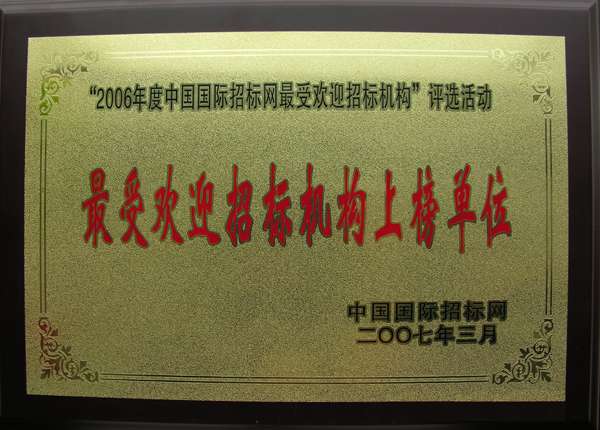 “2006年度中国国际招标网最受欢迎招标机构”评选活动
最受欢迎招标机构上榜单位
中国国际招标网
二〇〇七年三月